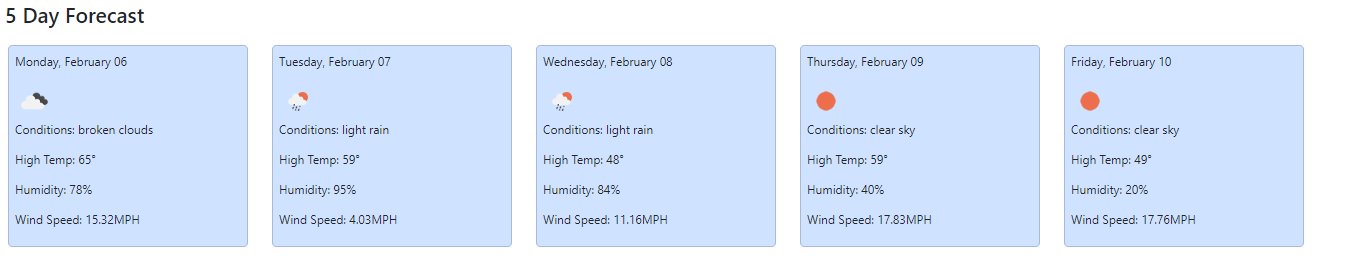 5 Day Forecast
Monday, February 06
Conditions: broken clouds
High Temp: 65°
Humidity: 78%
Wind Speed: 15.32MPH
Tuesday, February 07
Conditions: light rain
High Temp: 59°
Humidity: 95%
Wind Speed: 4.03MPH
Wednesday, February 08
Conditions: light rain
High Temp: 48°
Humidity: 84%
Wind Speed: 11.16MPH
Thursday, February 09
Conditions: clear sky
High Temp: 59°
Humidity: 40%
Wind Speed: 17.83MPH
Friday, February 10
Conditions: clear sky
High Temp: 49°
Humidity: 20%
Wind Speed: 17.76MPH